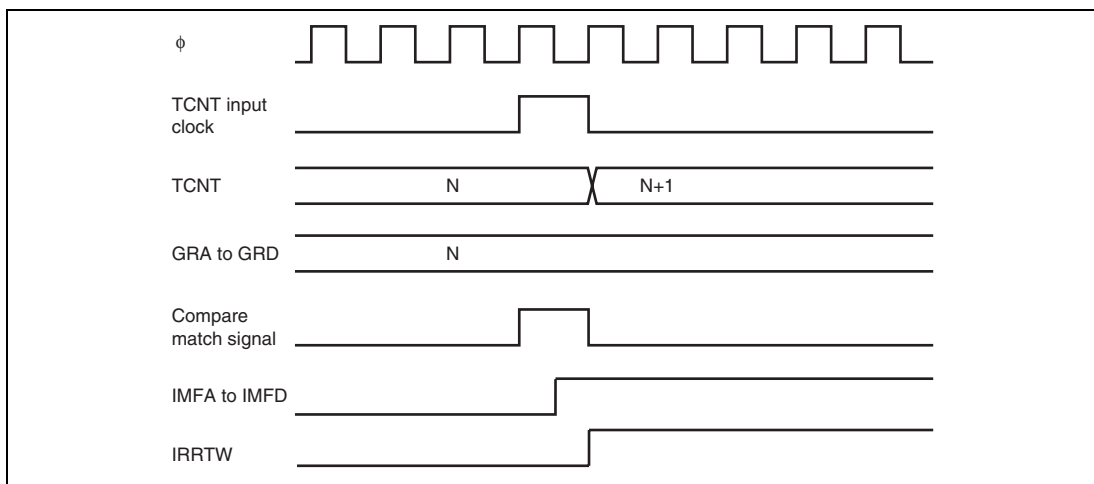 ϕ
TCNT input
clock
TCNT
N
N+1
GRA to GRD
N
Compare
match signal
IMFA to IMFD
IRRTW